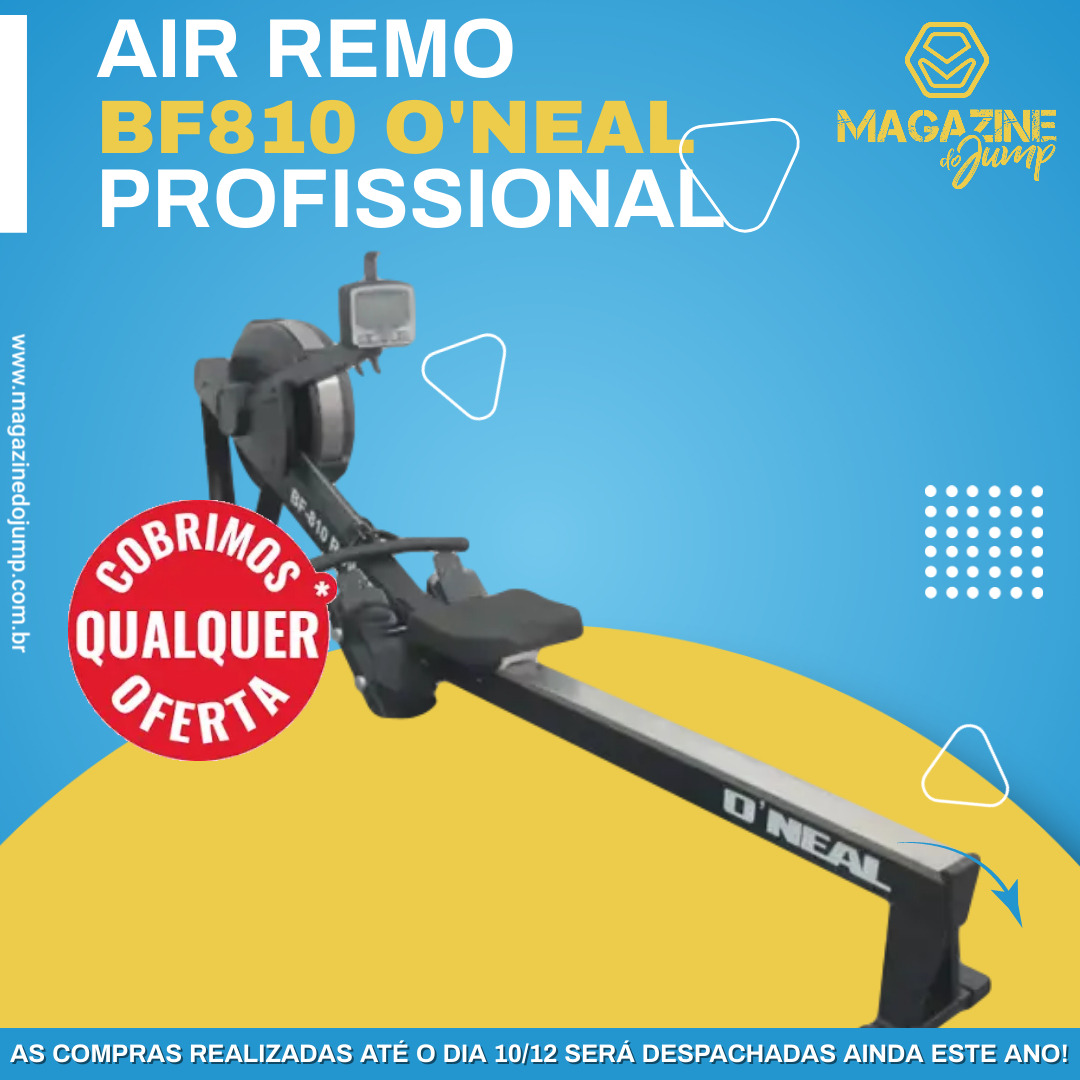 AIR REMO
BF810 O'NEAL
PROFISSIONAL
MAGAZINE
do Jump
www.magazinedojump.com.br
BF-810
COBRIMOS
QUALQUER *
OFERTA
O'NEAL
AS COMPRAS REALIZADAS ATÉ O DIA 10/12 SERÁ DESPACHADAS AINDA ESTE ANO!